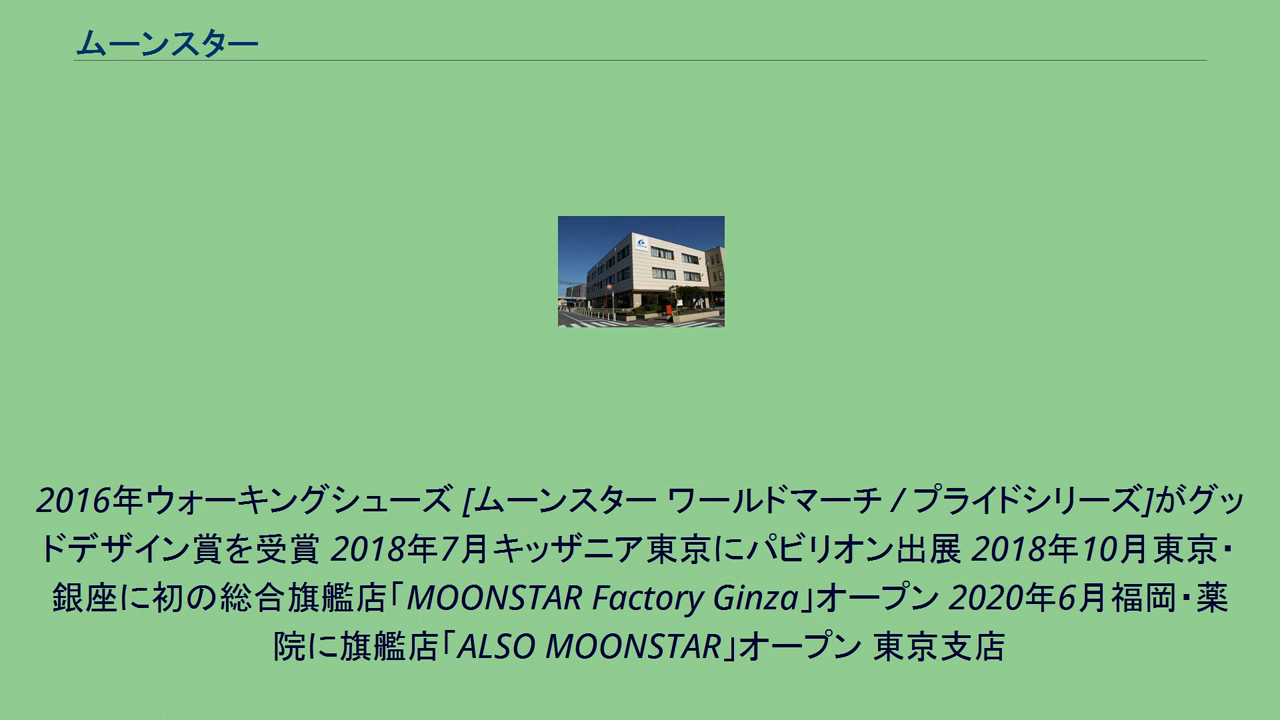 ムーンスター
2016年ウォーキングシューズ [ムーンスター ワールドマーチ / プライドシリーズ]がグッ
ドデザイン賞を受賞 2018年7月キッザニア東京にパビリオン出展 2018年10月東京・
銀座に初の総合旗艦店「MOONSTAR Factory Ginza」オープン 2020年6月福岡・薬
院に旗艦店「ALSO MOONSTAR」オープン 東京支店